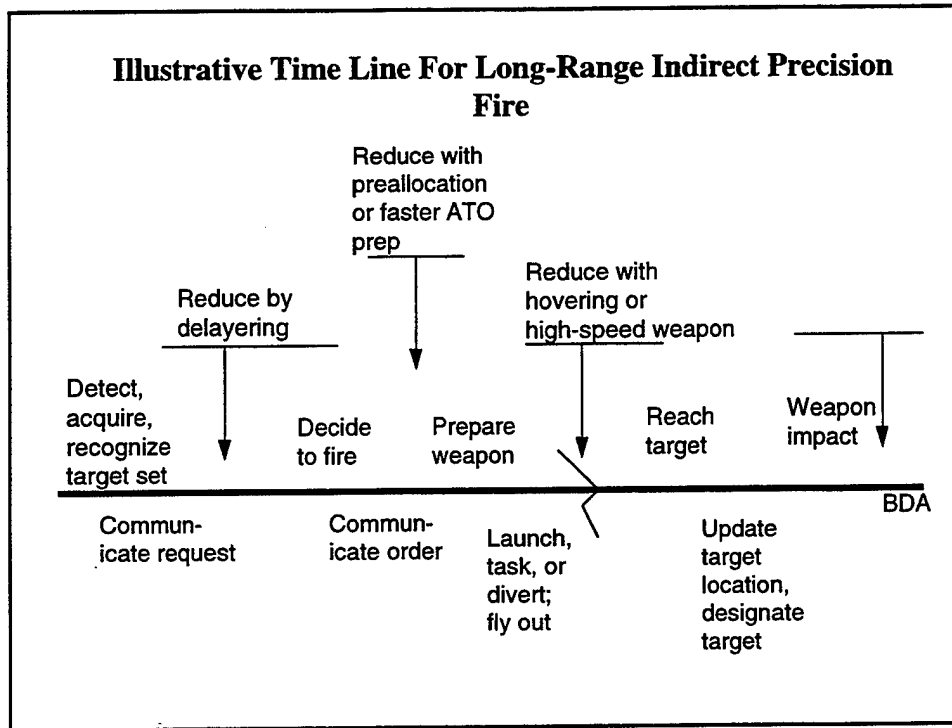 Illustrative Time Line For Long-Range Indirect Precision
Fire
Reduce with
preallocation
or faster ATO
prep
Reduce by
delayering
Reduce with
hovering or
high-speed weapon
Detect,
acquire,
recognize
target set
Decide
to fire
Prepare
weapon
Reach
target
Weapon
impact
BDA
Commun-
icate request
Commun-
icate order
Launch,
task, or
divert;
fly out
Update
target
location,
designate
target